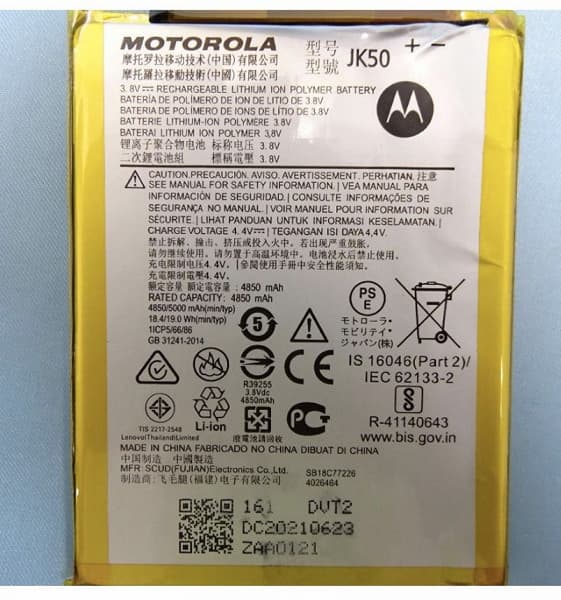 MOTOROLA 型号 JK50 + −
摩托罗拉移动技术(中国)有限公司 型號
摩托羅拉移動技術(中國)有限公司
3.8V⎓ RECHARGEABLE LITHIUM ION POLYMER BATTERY
BATERÍA DE POLÍMERO DE ION DE LITIO DE 3.8V
BATERIA DE POLÍMERO DE ÍONS DE LÍTIO DE 3.8V
BATTERIE LITHIUM-ION POLYMÈRE 3.8V
BATERAI LITHIUM ION POLYMER 3,8V
锂离子聚合物电池 标称电压 3.8V
二次鋰電池組 標稱電壓 3.8V
CAUTION.PRECAUCIÓN.AVISO. AVERTISSEMENT. PERHATIAN. 注意
SEE MANUAL FOR SAFETY INFORMATION. | VEA MANUAL PARA
INFORMACIÓN DE SEGURIDAD. | CONSULTE INFORMAÇÕES DE
SEGURANÇA NO MANUAL. | VOIR MANUEL POUR INFORMATION SUR
SÉCURITÉ. | LIHAT PANDUAN UNTUK INFORMASI KESELAMATAN. |
CHARGE VOLTAGE 4.4V⎓ | TEGANGAN ISI DAYA 4,4V.
禁止拆解、撞击、挤压或投入火中。若出现严重鼓胀,
请勿继续使用。请勿置于高温环境中。电池浸水后禁止使用。
充电限制电压4.4V。 | 參閱使用手冊中安全性能信息。
充電限制電壓4.4V。
额定容量 額定電量: 4850 mAh
RATED CAPACITY: 4850 mAh
4850/5000 mAh (min/typ)
18.4/19.0 Wh(min/typ)
1ICP5/66/86
GB 31241-2014
5
PS
E
モトローラ・
モビリティ・
ジャパン(株)
IS 16046(Part 2)/
IEC 62133-2
R39255
3.8Vdc
4850mAh
CE
R-41140643
www.bis.gov.in
TIS 2217-2548
Lenovo(Thailand)Limited
Li-ion
廢電池請回收
MADE IN CHINA FABRICADO NO CHINA DIBUAT DI CHINA
中国制造 中國製造
MFR: SCUD(FUJIAN)Electronics Co., Ltd.
制造商: 飞毛腿(福建)电子有限公司
SB18C77226
4026464
161 DVT2
DC20210623
ZAA0121